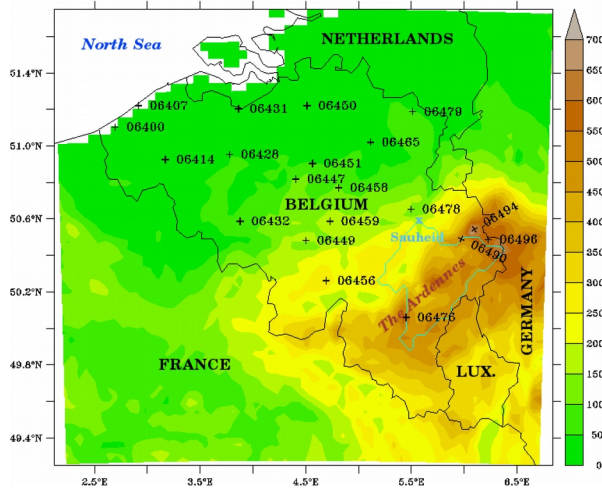 North Sea
NETHERLANDS
51.4°N
51.0°N
50.6°N
50.2°N
49.8°N
49.4°N
06407
06431
06450
06479
06400
06465
06414
06428
06451
06447
06458
BELGIUM
06478
06432
06459
Sauheid
06494
06496
06490
06449
06456
The Ardennes
06476
GERMANY
FRANCE
LUX.
2.5°E
3.5°E
4.5°E
5.5°E
6.5°E
700
650
600
550
500
450
400
350
300
250
200
150
100
50
0